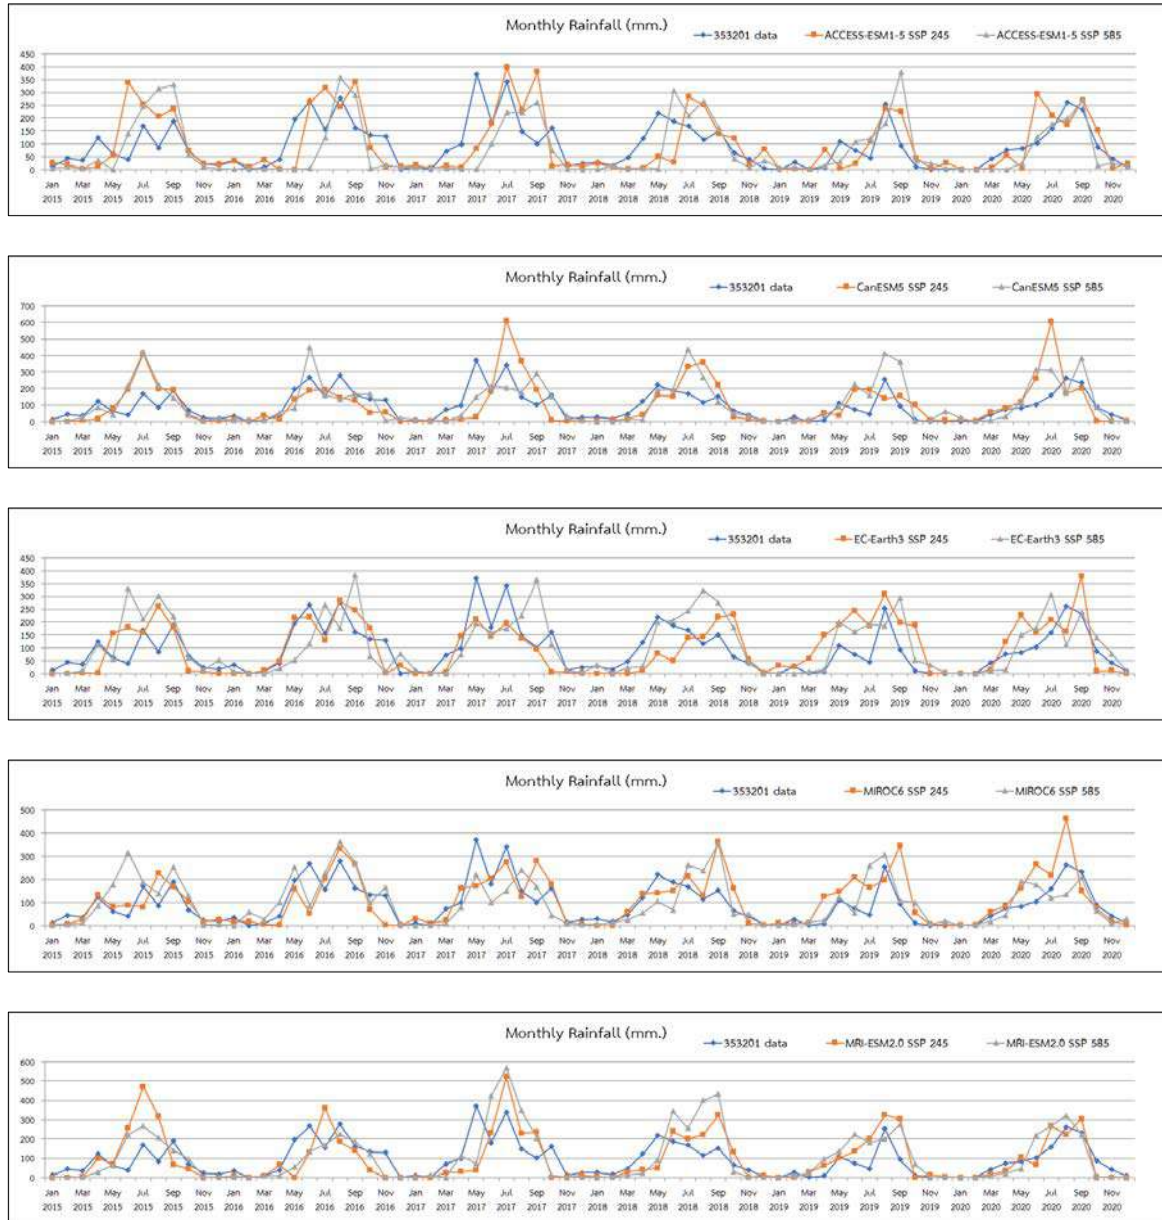 Monthly Rainfall (mm.)
353201 data ACCESS-ESM1-5 SSP 245 ACCESS-ESM1-5 SSP 585
450
400
350
300
250
200
150
100
50
0
Jan Mar May Jul Sep Nov Jan Mar May Jul Sep Nov Jan Mar May Jul Sep Nov Jan Mar May Jul Sep Nov Jan Mar May Jul Sep Nov Jan Mar May Jul Sep Nov
2015 2015 2015 2015 2015 2015 2016 2016 2016 2016 2016 2016 2017 2017 2017 2017 2017 2017 2018 2018 2018 2018 2018 2018 2019 2019 2019 2019 2019 2019 2020 2020 2020 2020 2020 2020
Monthly Rainfall (mm.)
353201 data CanESM5 SSP 245 CanESM5 SSP 585
700
600
500
400
300
200
100
0
Jan Mar May Jul Sep Nov Jan Mar May Jul Sep Nov Jan Mar May Jul Sep Nov Jan Mar May Jul Sep Nov Jan Mar May Jul Sep Nov Jan Mar May Jul Sep Nov
2015 2015 2015 2015 2015 2015 2016 2016 2016 2016 2016 2016 2017 2017 2017 2017 2017 2017 2018 2018 2018 2018 2018 2018 2019 2019 2019 2019 2019 2019 2020 2020 2020 2020 2020 2020
Monthly Rainfall (mm.)
353201 data EC-Earth3 SSP 245 EC-Earth3 SSP 585
450
400
350
300
250
200
150
100
50
0
Jan Mar May Jul Sep Nov Jan Mar May Jul Sep Nov Jan Mar May Jul Sep Nov Jan Mar May Jul Sep Nov Jan Mar May Jul Sep Nov Jan Mar May Jul Sep Nov
2015 2015 2015 2015 2015 2015 2016 2016 2016 2016 2016 2016 2017 2017 2017 2017 2017 2017 2018 2018 2018 2018 2018 2018 2019 2019 2019 2019 2019 2019 2020 2020 2020 2020 2020 2020
Monthly Rainfall (mm.)
353201 data MIROC6 SSP 245 MIROC6 SSP 585
500
400
300
200
100
0
Jan Mar May Jul Sep Nov Jan Mar May Jul Sep Nov Jan Mar May Jul Sep Nov Jan Mar May Jul Sep Nov Jan Mar May Jul Sep Nov Jan Mar May Jul Sep Nov
2015 2015 2015 2015 2015 2015 2016 2016 2016 2016 2016 2016 2017 2017 2017 2017 2017 2017 2018 2018 2018 2018 2018 2018 2019 2019 2019 2019 2019 2019 2020 2020 2020 2020 2020 2020
Monthly Rainfall (mm.)
353201 data MRI-ESM2.0 SSP 245 MRI-ESM2.0 SSP 585
600
500
400
300
200
100
0
Jan Mar May Jul Sep Nov Jan Mar May Jul Sep Nov Jan Mar May Jul Sep Nov Jan Mar May Jul Sep Nov Jan Mar May Jul Sep Nov Jan Mar May Jul Sep Nov
2015 2015 2015 2015 2015 2015 2016 2016 2016 2016 2016 2016 2017 2017 2017 2017 2017 2017 2018 2018 2018 2018 2018 2018 2019 2019 2019 2019 2019 2019 2020 2020 2020 2020 2020 2020